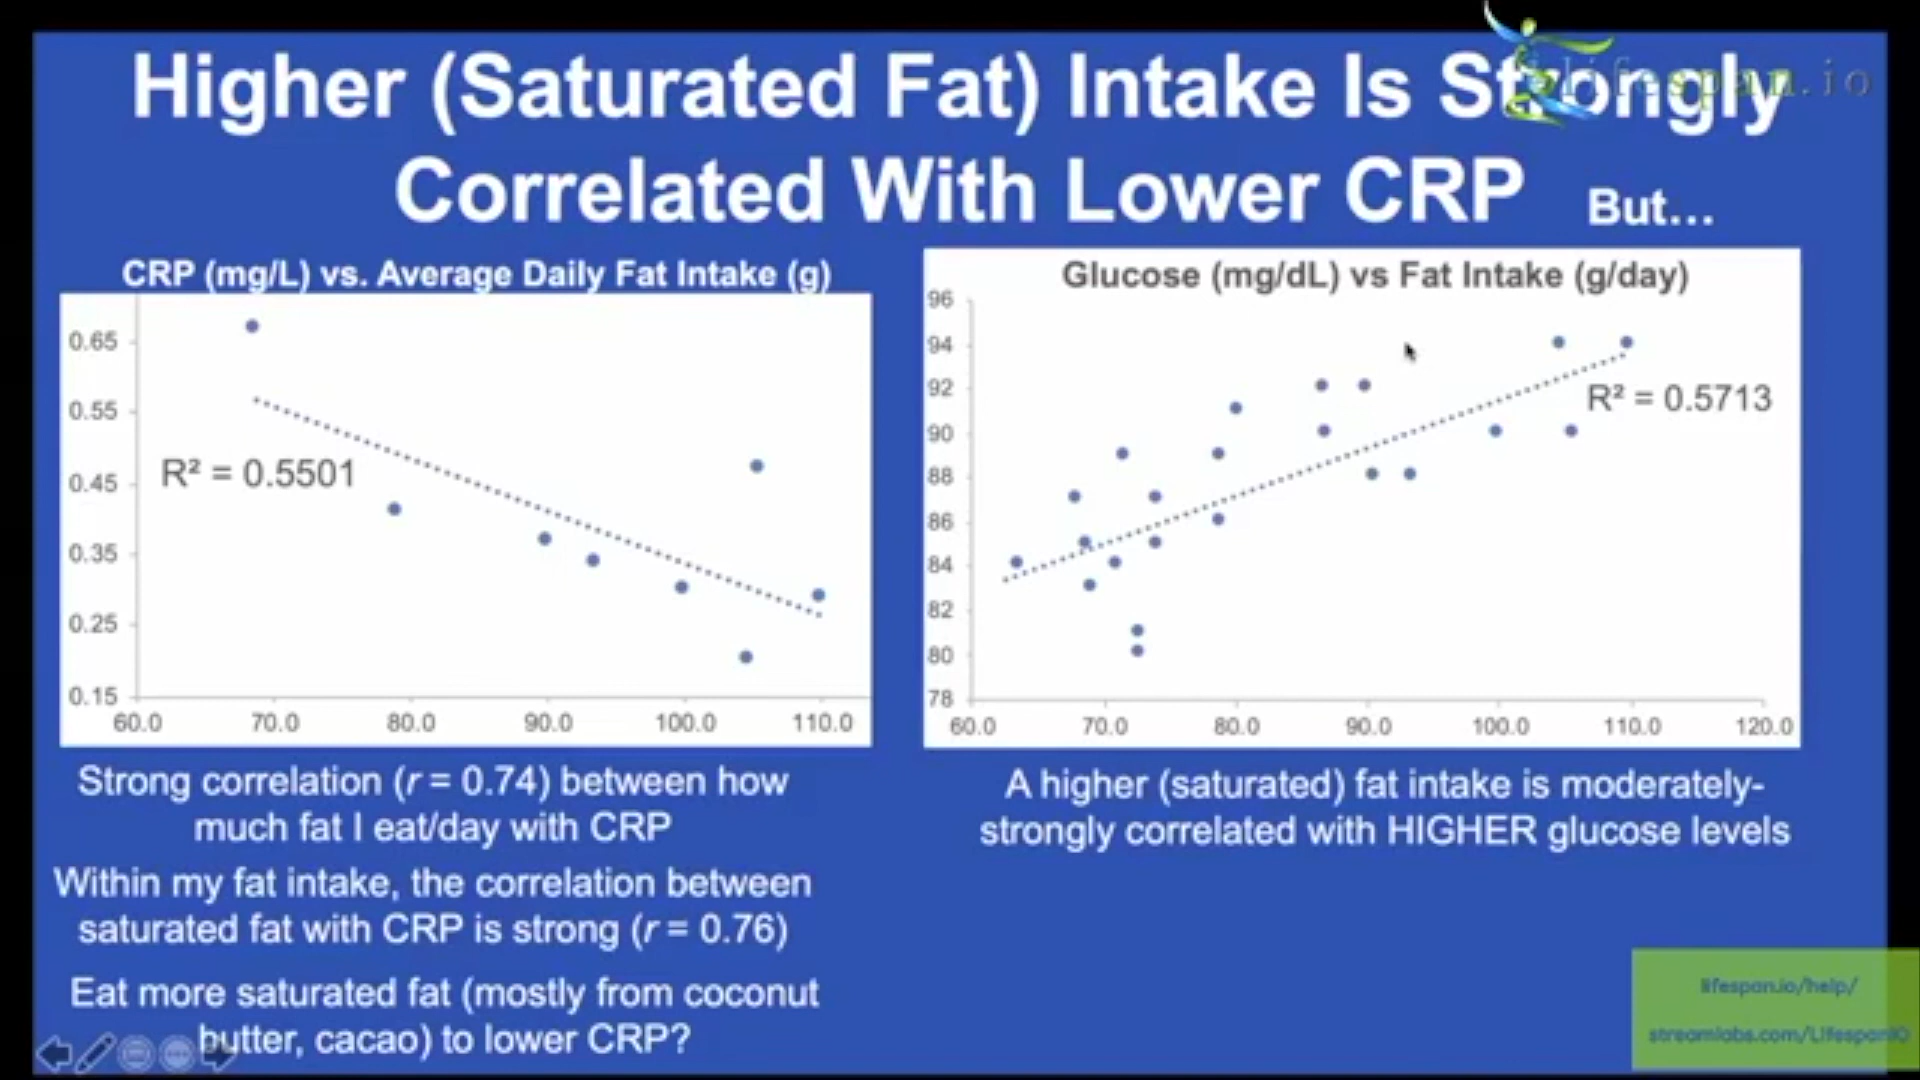 Higher (Saturated Fat) Intake Is Strongly
Correlated With Lower CRP But...
lifespan.io
CRP (mg/L) vs. Average Daily Fat Intake (g)
0.65
0.55
0.45
0.35
0.25
0.15
R² = 0.5501
60.0 70.0 80.0 90.0 100.0 110.0
Glucose (mg/dL) vs Fat Intake (g/day)
96
94
92
90
88
86
84
82
80
78
R² = 0.5713
60.0 70.0 80.0 90.0 100.0 110.0 120.0
Strong correlation (r = 0.74) between how
much fat I eat/day with CRP
Within my fat intake, the correlation between
saturated fat with CRP is strong (r = 0.76)
Eat more saturated fat (mostly from coconut
butter, cacao) to lower CRP?
A higher (saturated) fat intake is moderately-
strongly correlated with HIGHER glucose levels
lifespan.io/help/
streamlabs.com/LifespanIO